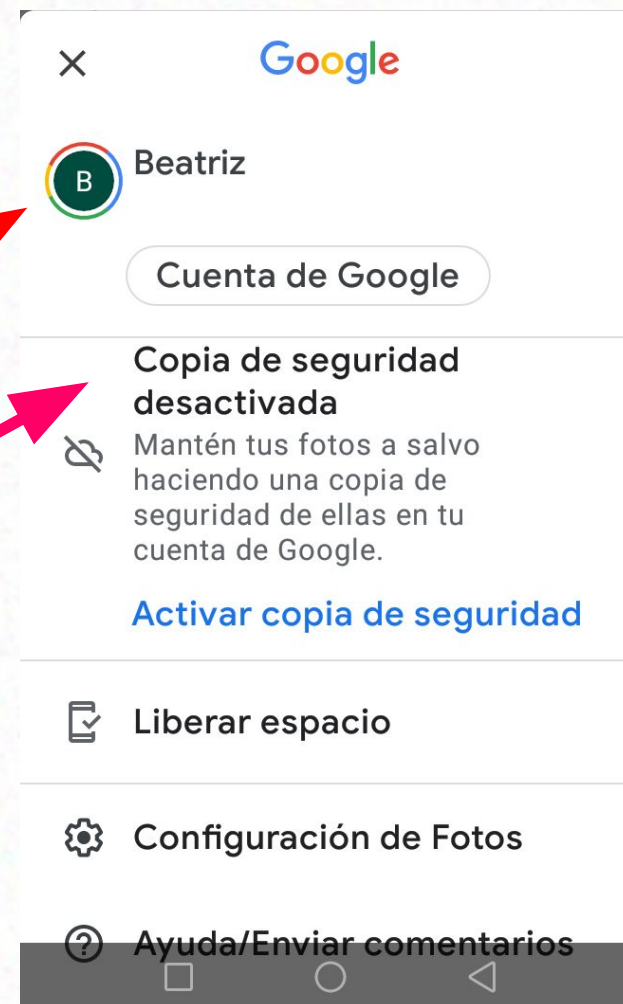 Google
Beatriz
B
Cuenta de Google
Copia de seguridad
desactivada
Mantén tus fotos a salvo
haciendo una copia de
seguridad de ellas en tu
cuenta de Google.
Activar copia de seguridad
Liberar espacio
Configuración de Fotos
Ayuda/Enviar comentarios